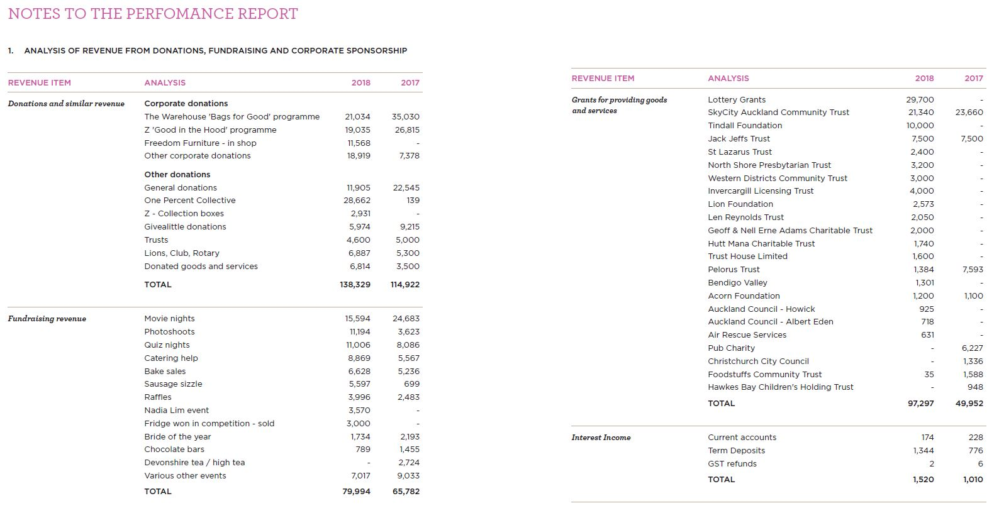 NOTES TO THE PERFOMANCE REPORT
1. ANALYSIS OF REVENUE FROM DONATIONS, FUNDRAISING AND CORPORATE SPONSORSHIP
REVENUE ITEM ANALYSIS 2018 2017
Donations and similar revenue Corporate donations
The Warehouse 'Bags for Good' programme 21,034 35,030
Z 'Good in the Hood' programme 19,035 26,815
Freedom Furniture - in shop 11,568 -
Other corporate donations 18,919 7,378
Other donations
General donations 11,905 22,545
One Percent Collective 28,662 139
Z - Collection boxes 2,931 -
Givealittle donations 5,974 9,215
Trusts 4,600 5,000
Lions, Club, Rotary 6,887 5,300
Donated goods and services 6,814 3,500
TOTAL 138,329 114,922
Fundraising revenue Movie nights 15,594 24,683
Photoshoots 11,194 3,623
Quiz nights 11,006 8,086
Catering help 8,869 5,567
Bake sales 6,628 5,236
Sausage sizzle 5,597 699
Raffles 3,996 2,483
Nadia Lim event 3,570 -
Fridge won in competition - sold 3,000 -
Bride of the year 1,734 2,193
Chocolate bars 789 1,455
Devonshire tea / high tea - 2,724
Various other events 7,017 9,033
TOTAL 79,994 65,782
REVENUE ITEM ANALYSIS 2018 2017
Grants for providing goods Lottery Grants 29,700 -
and services SkyCity Auckland Community Trust 21,340 23,660
Tindall Foundation 10,000 -
Jack Jeffs Trust 7,500 7,500
St Lazarus Trust 2,400 -
North Shore Presbytarian Trust 3,200 -
Western Districts Community Trust 3,000 -
Invercargill Licensing Trust 4,000 -
Lion Foundation 2,573 -
Len Reynolds Trust 2,050 -
Geoff & Nell Erne Adams Charitable Trust 2,000 -
Hutt Mana Charitable Trust 1,740 -
Trust House Limited 1,600 -
Pelorus Trust 1,384 7,593
Bendigo Valley 1,301 -
Acorn Foundation 1,200 1,100
Auckland Council - Howick 925 -
Auckland Council - Albert Eden 718 -
Air Rescue Services 631 -
Pub Charity - 6,227
Christchurch City Council - 1,336
Foodstuffs Community Trust 35 1,588
Hawkes Bay Children's Holding Trust - 948
TOTAL 97,297 49,952
Interest Income Current accounts 174 228
Term Deposits 1,344 776
GST refunds 2 6
TOTAL 1,520 1,010